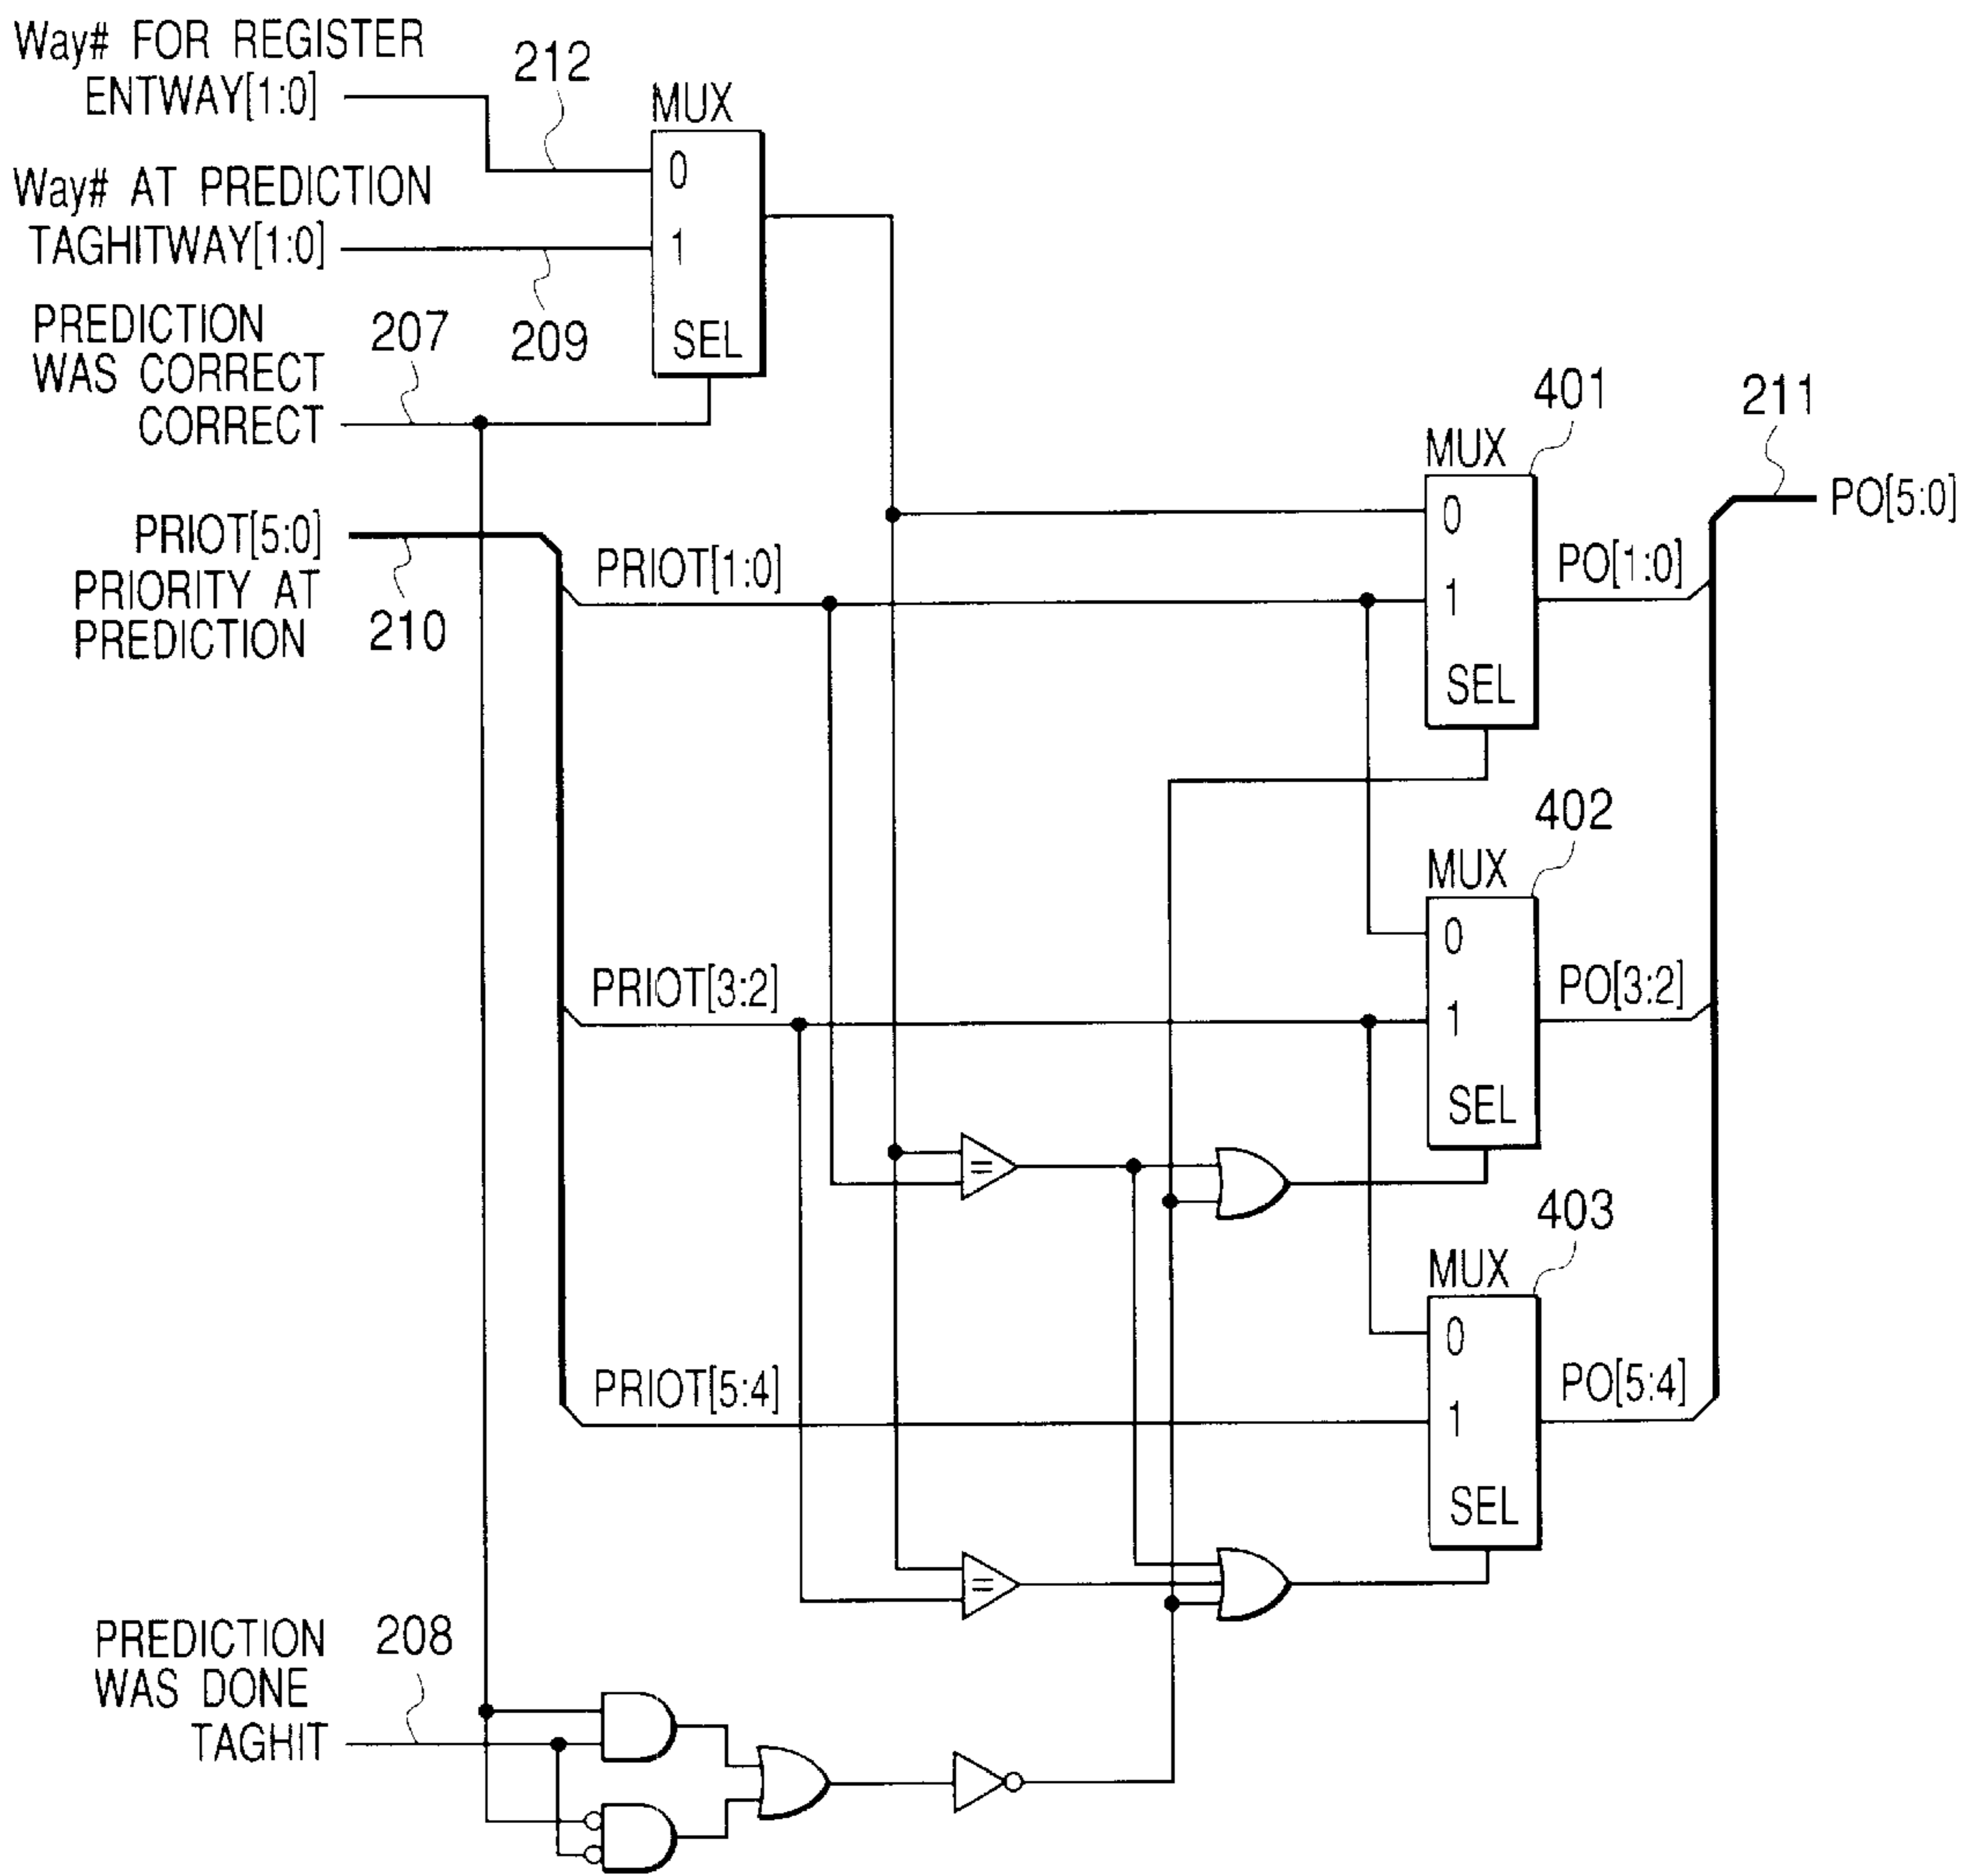 Way# FOR REGISTER
ENTWAY[1:0]
212
MUX
0
Way# AT PREDICTION
TAGHITWAY[1:0]
1
209
SEL
PREDICTION
WAS CORRECT
CORRECT
207
PRIOT[5:0]
PRIORITY AT
PREDICTION
210
PRIOT[1:0]
401
MUX
0
1
SEL
PO[1:0]
211
PO[5:0]
402
MUX
0
PRIOT[3:2]
1
SEL
PO[3:2]
=
403
MUX
0
PRIOT[5:4]
1
SEL
PO[5:4]
=
PREDICTION
WAS DONE
TAGHIT
208